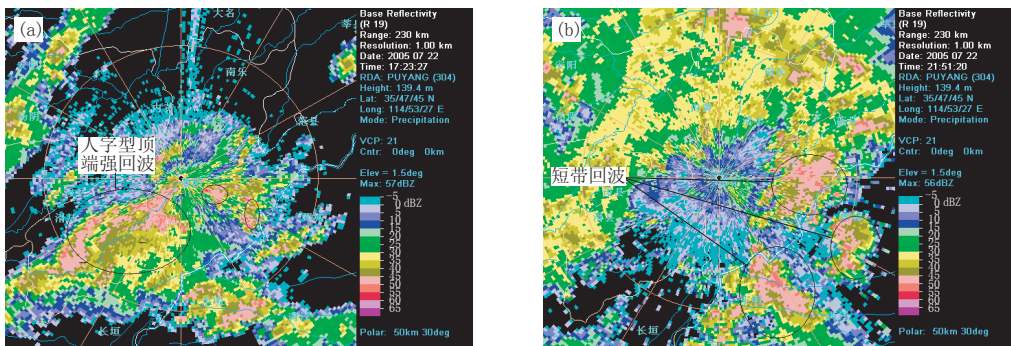 (a)
大名
南乐
人字型顶
端强回波
长垣
Base Reflectivity
(R 19)
Range: 230 km
Resolution: 1.00 km
Date: 2005 07 22
Time: 17:23:27
RDA: PUYANG (304)
Height: 139.4 m
Lat: 35/47/45 N
Long: 114/53/27 E
Mode: Precipitation
VCP: 21
Cntr: 0deg 0km
Elev = 1.5deg
Max: 57dBZ
-5 dBZ
0
5
10
15
20
25
30
35
40
45
50
55
60
65
Polar: 50km 30deg
(b)
短带回波
长垣
Base Reflectivity
(R 19)
Range: 230 km
Resolution: 1.00 km
Date: 2005 07 22
Time: 21:51:20
RDA: PUYANG (304)
Height: 139.4 m
Lat: 35/47/45 N
Long: 114/53/27 E
Mode: Precipitation
VCP: 21
Cntr: 0deg 0km
Elev = 1.5deg
Max: 56dBZ
-5 dBZ
0
5
10
15
20
25
30
35
40
45
50
55
60
65
Polar: 50km 30deg